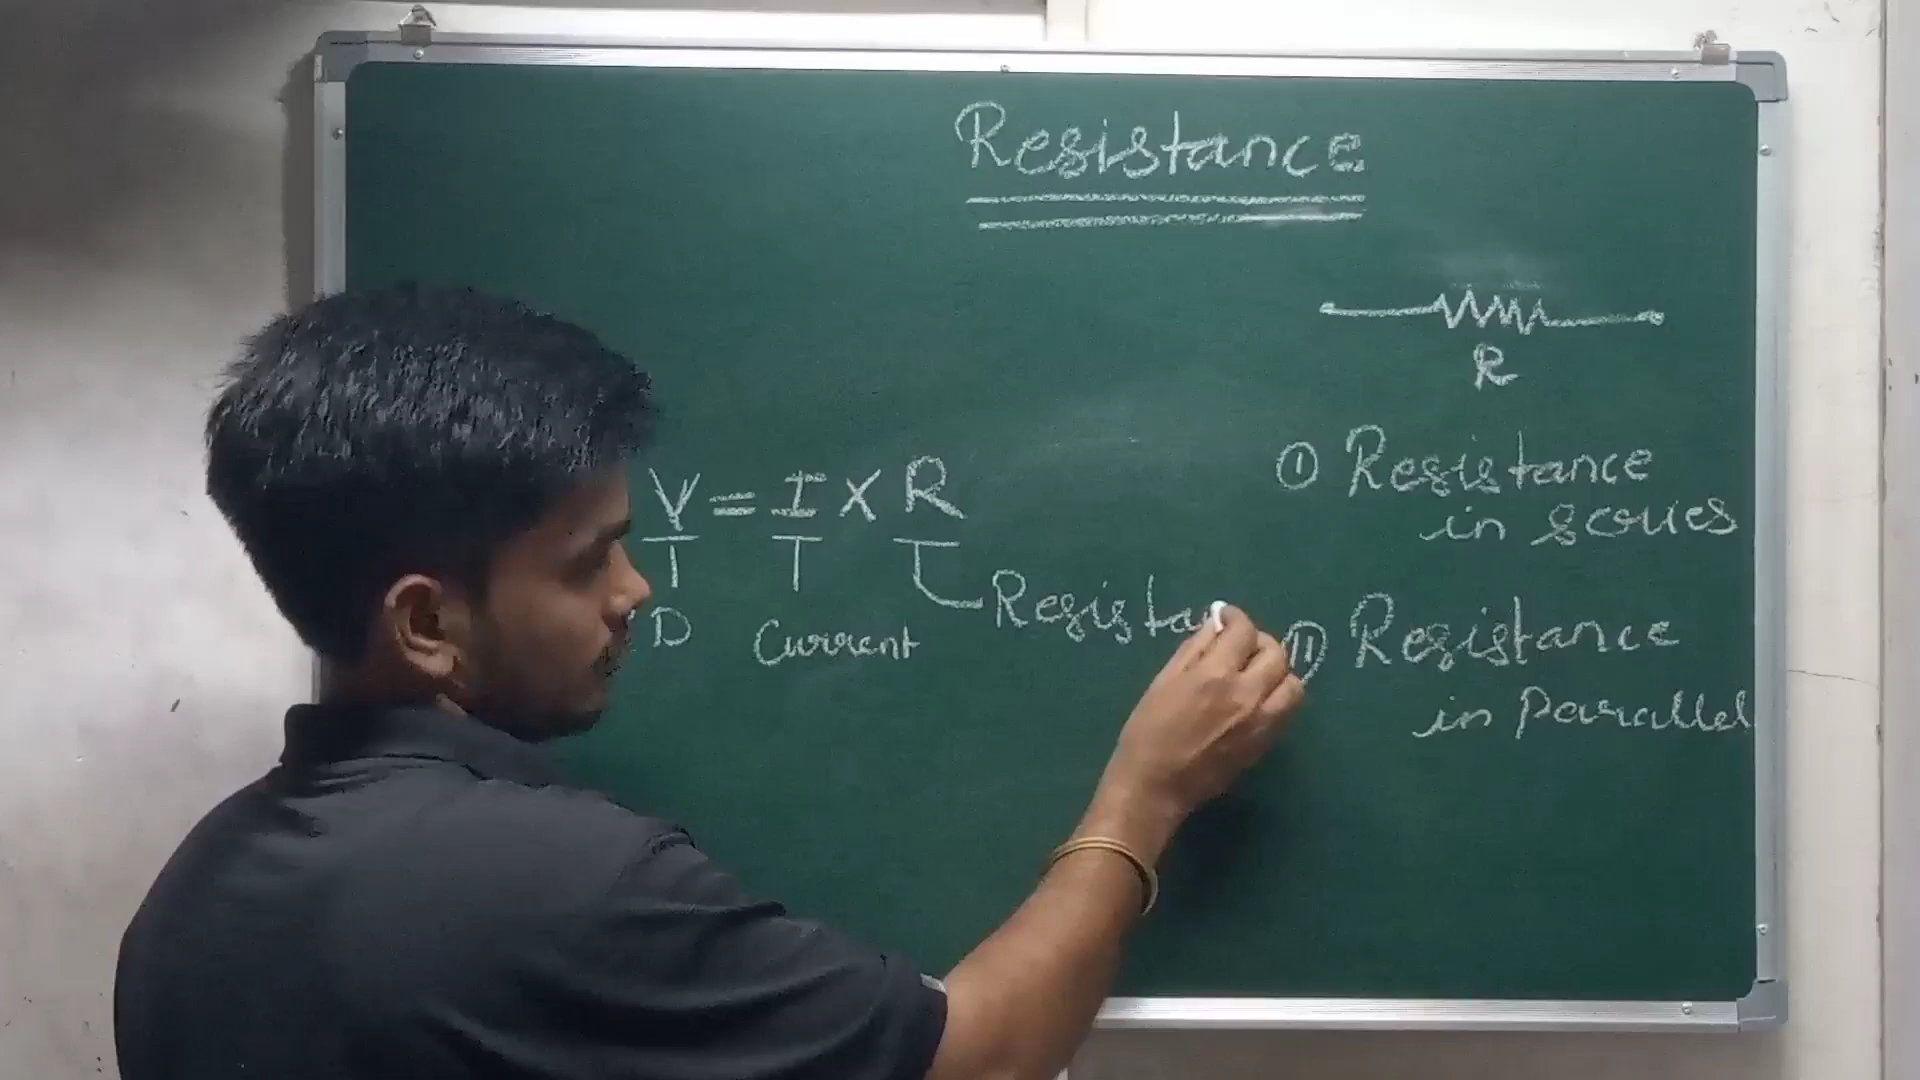 Resistance
R
V = I X R
D
Current
Resistan
① Resistance
in series
② Resistance
in Parallel